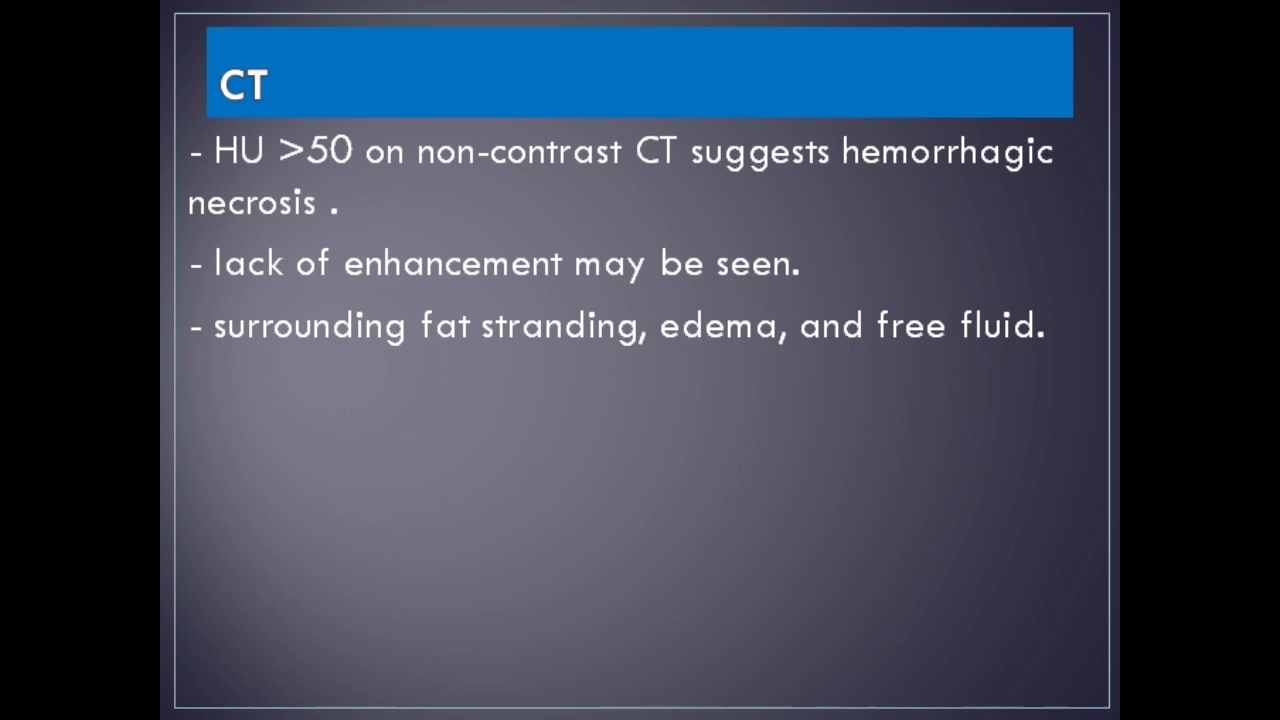 CT
- HU >50 on non-contrast CT suggests hemorrhagic
necrosis .
- lack of enhancement may be seen.
- surrounding fat stranding, edema, and free fluid.